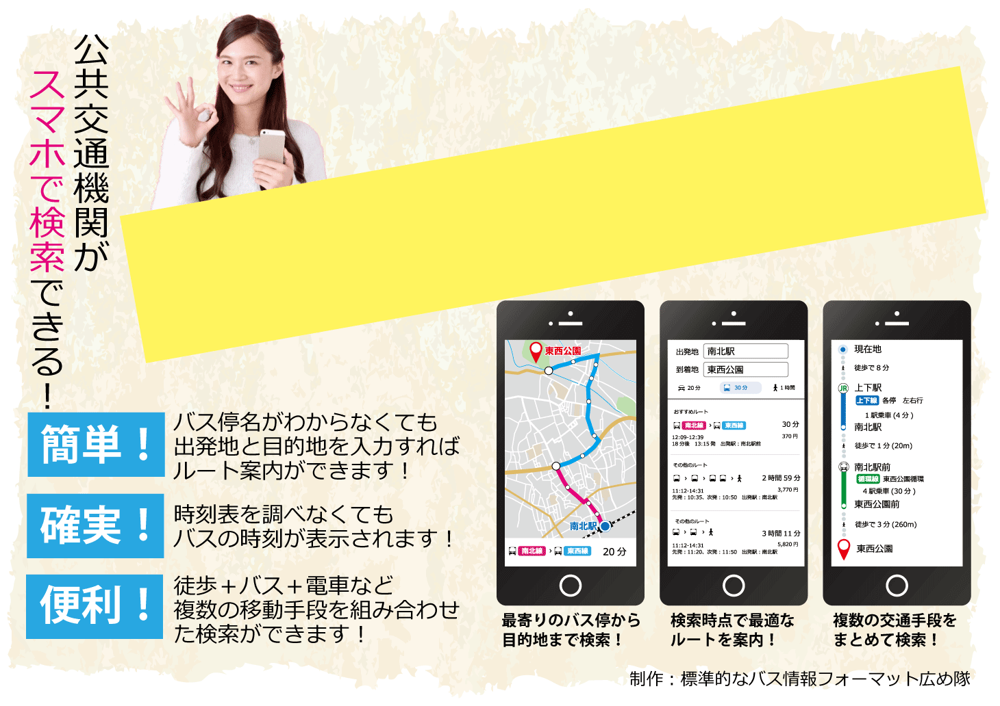 公共交通機関が
スマホで検索できる！
簡単！
バス停名がわからなくても
出発地と目的地を入力すれば
ルート案内ができます！
確実！
時刻表を調べなくても
バスの時刻が表示されます！
便利！
徒歩＋バス＋電車など
複数の移動手段を組み合わせ
た検索ができます！
東西公園
南北駅
南北線 › 東西線 20 分
最寄りのバス停から
目的地まで検索！
出発地 南北駅
到着地 東西公園
20 分 30 分 1 時間
おすすめルート
南北線 › 東西線 30 分
12:09-12:39 370 円
18 分後 13:15 発 出発駅：南北駅前
その他のルート
› › › 2 時間 59 分
11:12-14:31 3,770 円
先発：10:35、次発：10:50 出発駅：南北駅
その他のルート
› › 3 時間 11 分
11:12-14:31 5,820 円
先発：11:20、次発：11:50 出発駅：南北駅
検索時点で最適な
ルートを案内！
現在地
徒歩で 8 分
JR 上下駅
上下線 各停 左右行
1 駅乗車 (4 分 )
南北駅
徒歩で 1 分 (20m)
南北駅前
循環線 東西公園循環
4 駅乗車 (30 分 )
東西公園前
徒歩で 3 分 (260m)
東西公園
複数の交通手段を
まとめて検索！
制作：標準的なバス情報フォーマット広め隊